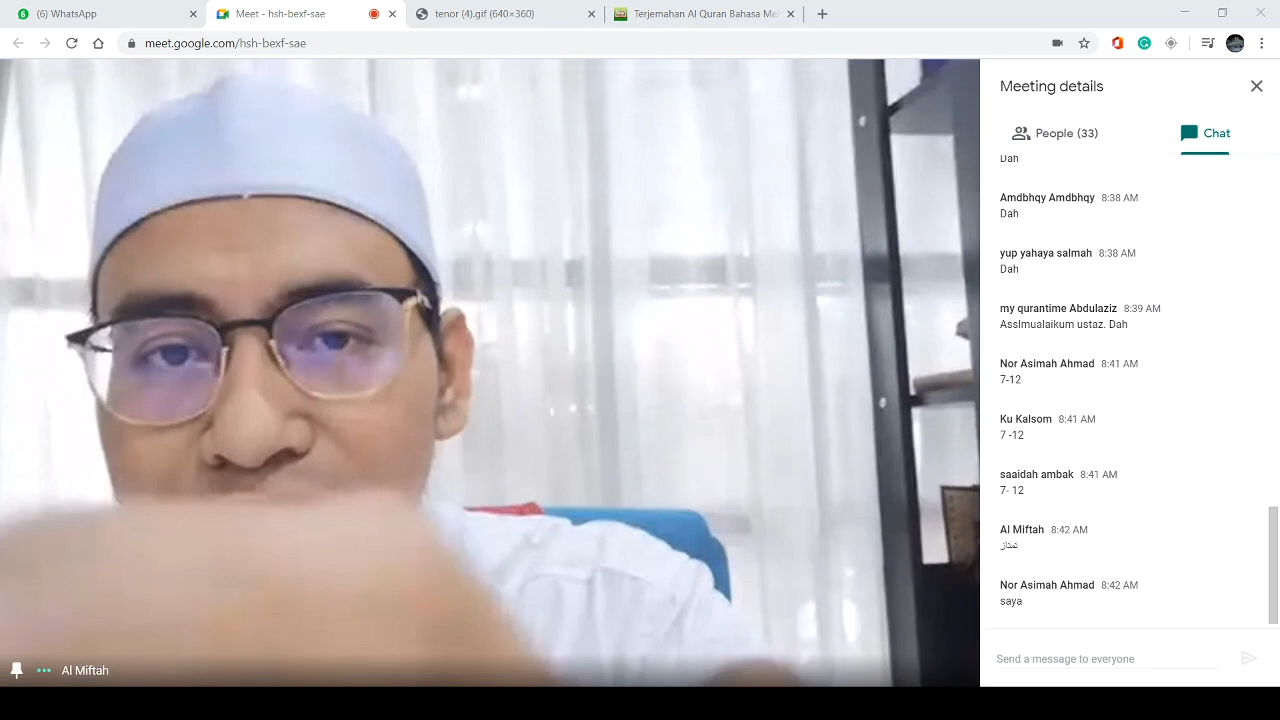 (6) WhatsApp
Meet - hsh-bexf-sae
tenor (4).gif (640×360)
Terjemahan Al Quran Bahasa Mel
meet.google.com/hsh-bexf-sae
Meeting details
People (33)
Chat
Dah
Amdbhqy Amdbhqy 8:38 AM
Dah
yup yahaya salmah 8:38 AM
Dah
my qurantime Abdulaziz 8:39 AM
Asslmualaikum ustaz. Dah
Nor Asimah Ahmad 8:41 AM
7-12
Ku Kalsom 8:41 AM
7 -12
saaidah ambak 8:41 AM
7- 12
Al Miftah 8:42 AM
Nor Asimah Ahmad 8:42 AM
saya
Send a message to everyone
Al Miftah